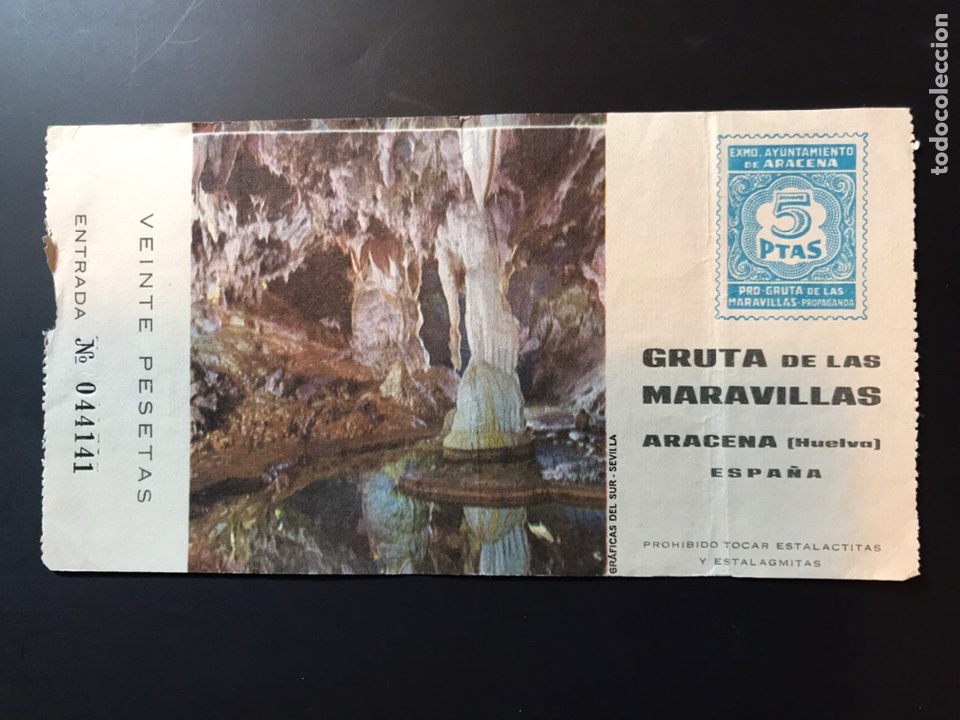 VEINTE PESETAS
ENTRADA Nº 044141
GRÁFICAS DEL SUR - SEVILLA
EXMO. AYUNTAMIENTO
DE ARACENA
5
PTAS
PRO-GRUTA DE LAS
MARAVILLAS-PROPAGANDA
GRUTA DE LAS
MARAVILLAS
ARACENA (Huelva)
ESPAÑA
PROHIBIDO TOCAR ESTALACTITAS
Y ESTALAGMITAS
todocoleccion